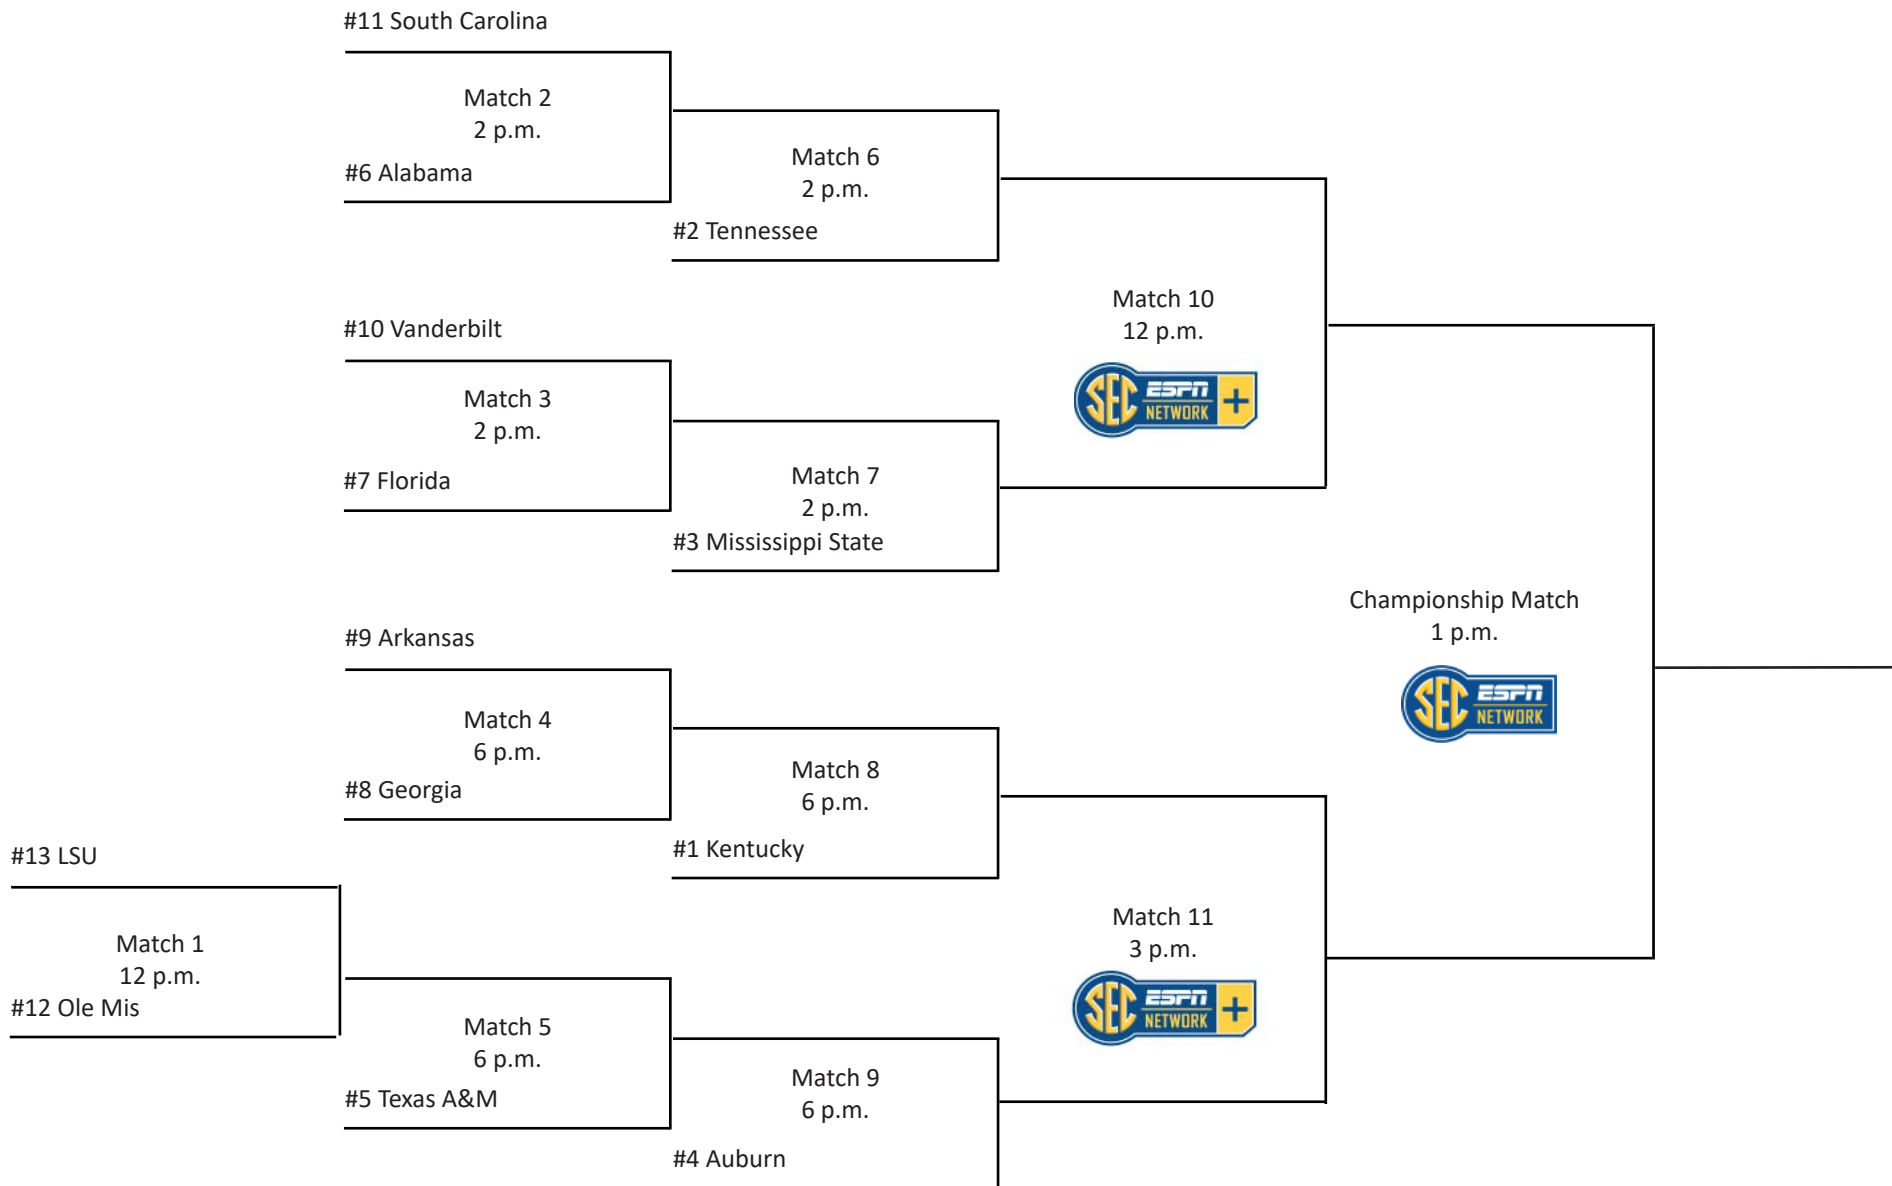 #11 South Carolina
Match 2
2 p.m.
#6 Alabama
Match 6
2 p.m.
#2 Tennessee
#10 Vanderbilt
Match 3
2 p.m.
#7 Florida
Match 7
2 p.m.
#3 Mississippi State
Match 10
12 p.m.
SEC ESPN
NETWORK +
#9 Arkansas
Match 4
6 p.m.
#8 Georgia
Match 8
6 p.m.
#1 Kentucky
#13 LSU
Match 1
12 p.m.
#12 Ole Mis
Match 5
6 p.m.
#5 Texas A&M
Match 9
6 p.m.
#4 Auburn
Match 11
3 p.m.
SEC ESPN
NETWORK +
Championship Match
1 p.m.
SEC ESPN
NETWORK